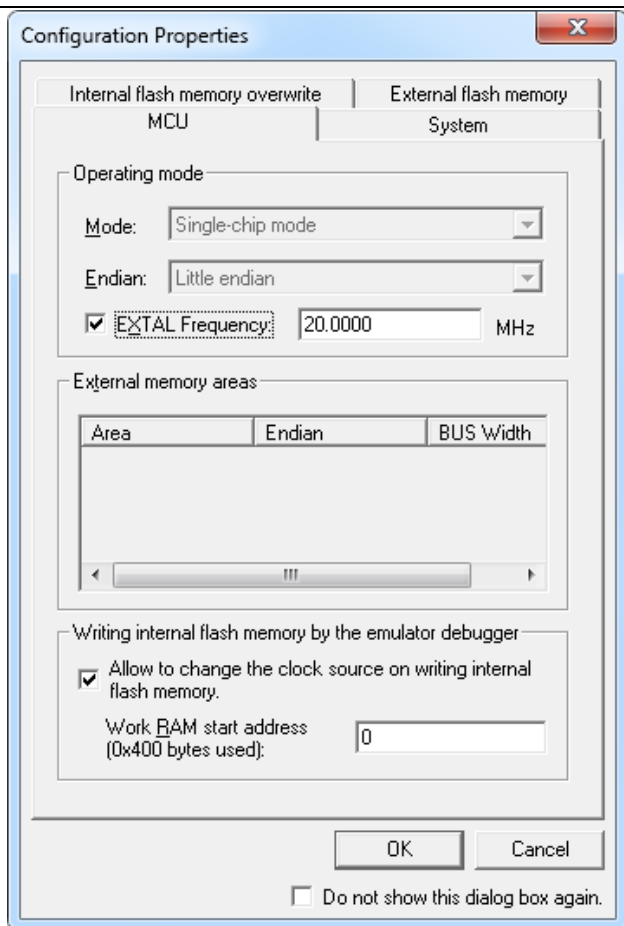 Configuration Properties
Internal flash memory overwrite External flash memory
MCU System
Operating mode
Mode: Single-chip mode
Endian: Little endian
EXTAL Frequency: 20.0000 MHz
External memory areas
Area Endian BUS Width
Writing internal flash memory by the emulator debugger
Allow to change the clock source on writing internal
flash memory.
Work RAM start address
(0x400 bytes used): 0
OK Cancel
Do not show this dialog box again.